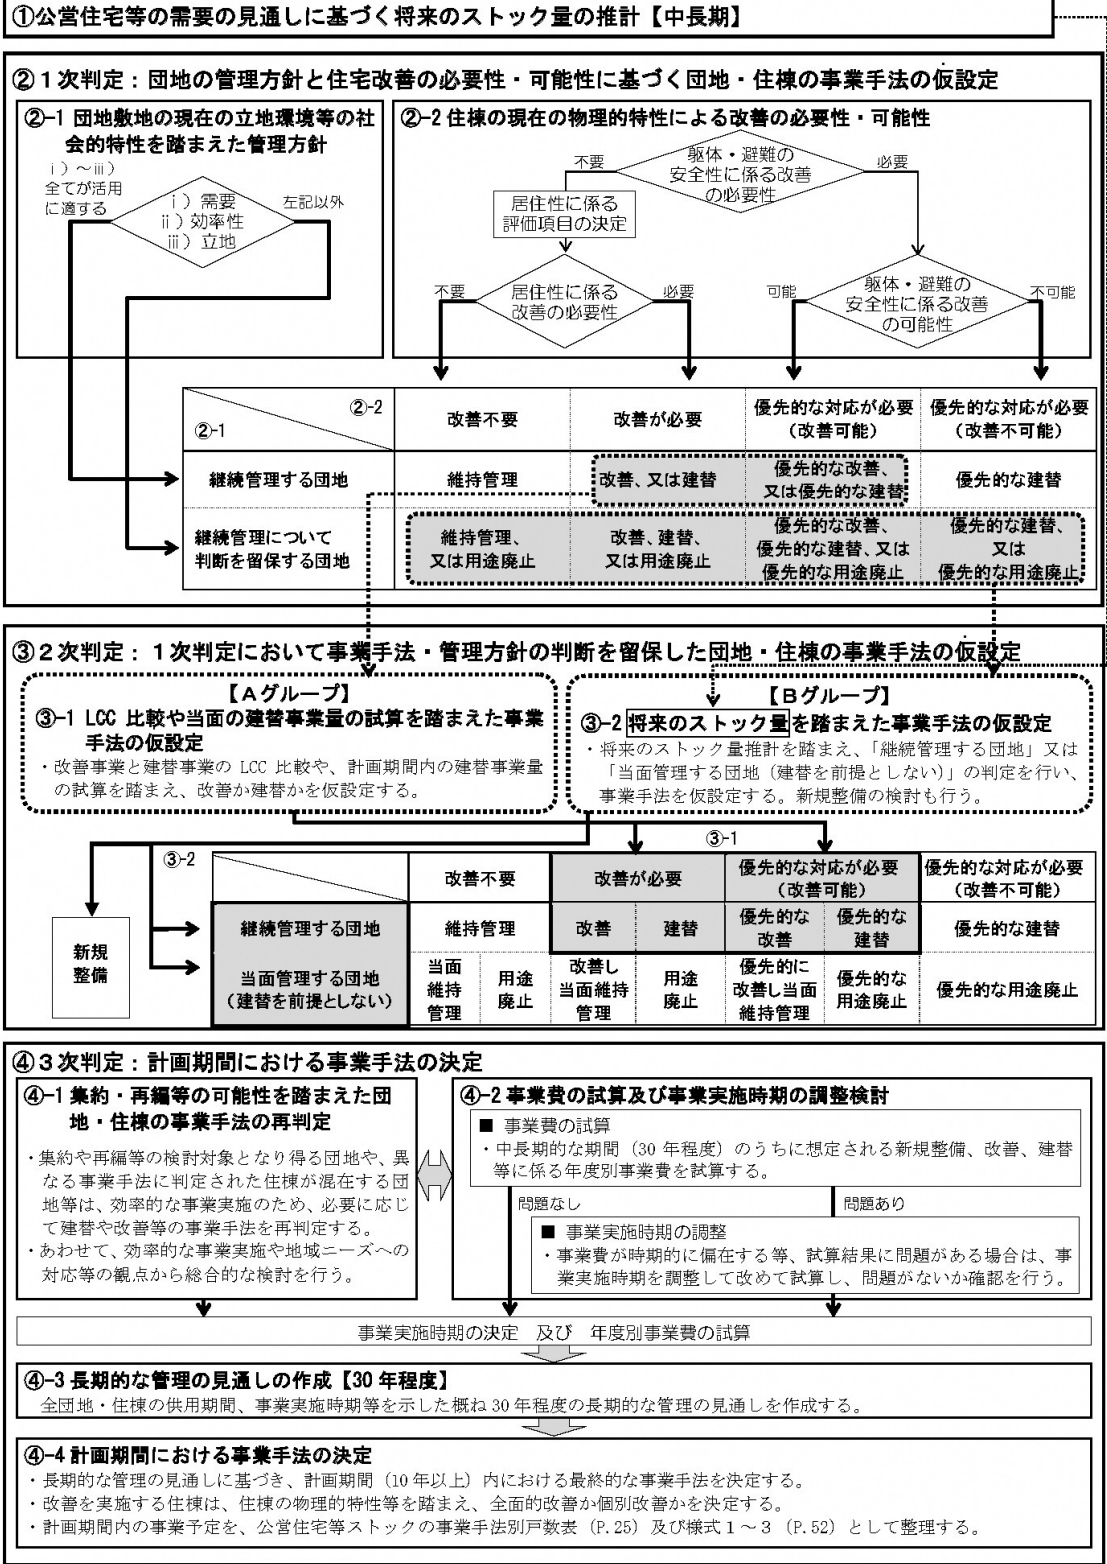 ①公営住宅等の需要の見通しに基づく将来のストック量の推計【中長期】
②１次判定：団地の管理方針と住宅改善の必要性・可能性に基づく団地・住棟の事業手法の仮設定
②-1 団地敷地の現在の立地環境等の社
会的特性を踏まえた管理方針
ⅰ）～ⅲ）
全てが活用
に適する
ⅰ）需要
ⅱ）効率性
ⅲ）立地
左記以外
②-2 住棟の現在の物理的特性による改善の必要性・可能性
不要
躯体・避難の
安全性に係る改善
の必要性
必要
居住性に係る
評価項目の決定
不要
居住性に係る
改善の必要性
必要
可能
躯体・避難の
安全性に係る改善
の可能性
不可能
②-2
②-1
改善不要
改善が必要
優先的な対応が必要
（改善可能）
優先的な対応が必要
（改善不可能）
継続管理する団地
維持管理
改善、又は建替
優先的な改善、
又は優先的な建替
優先的な建替
継続管理について
判断を留保する団地
維持管理、
又は用途廃止
改善、建替、
又は用途廃止
優先的な改善、
優先的な建替、又は
優先的な用途廃止
優先的な建替、
又は
優先的な用途廃止
③２次判定：１次判定において事業手法・管理方針の判断を留保した団地・住棟の事業手法の仮設定
【Ａグループ】
③-1 LCC 比較や当面の建替事業量の試算を踏まえた事業
手法の仮設定
・改善事業と建替事業の LCC 比較や、計画期間内の建替事業量
の試算を踏まえ、改善か建替かを仮設定する。
【Ｂグループ】
③-2 将来のストック量を踏まえた事業手法の仮設定
・将来のストック量推計を踏まえ、「継続管理する団地」又は
「当面管理する団地（建替を前提としない）」の判定を行い、
事業手法を仮設定する。新規整備の検討も行う。
③-1
③-2
改善不要
改善が必要
優先的な対応が必要
（改善可能）
優先的な対応が必要
（改善不可能）
新規
整備
継続管理する団地
維持管理
改善
建替
優先的な
改善
優先的な
建替
優先的な建替
当面管理する団地
（建替を前提としない）
当面
維持
管理
用途
廃止
改善し
当面維持
管理
用途
廃止
優先的に
改善し当面
維持管理
優先的な
用途廃止
優先的な用途廃止
④３次判定：計画期間における事業手法の決定
④-1 集約・再編等の可能性を踏まえた団
地・住棟の事業手法の再判定
・集約や再編等の検討対象となり得る団地や、異
なる事業手法に判定された住棟が混在する団
地等は、効率的な事業実施のため、必要に応じ
て建替や改善等の事業手法を再判定する。
・あわせて、効率的な事業実施や地域ニーズへの
対応等の観点から総合的な検討を行う。
④-2 事業費の試算及び事業実施時期の調整検討
■ 事業費の試算
・中長期的な期間（30 年程度）のうちに想定される新規整備、改善、建替
等に係る年度別事業費を試算する。
問題なし
問題あり
■ 事業実施時期の調整
・事業費が時期的に偏在する等、試算結果に問題がある場合は、事
業実施時期を調整して改めて試算し、問題がないか確認を行う。
事業実施時期の決定　及び　年度別事業費の試算
④-3 長期的な管理の見通しの作成【30 年程度】
全団地・住棟の供用期間、事業実施時期等を示した概ね 30 年程度の長期的な管理の見通しを作成する。
④-4 計画期間における事業手法の決定
・長期的な管理の見通しに基づき、計画期間（10 年以上）内における最終的な事業手法を決定する。
・改善を実施する住棟は、住棟の物理的特性等を踏まえ、全面的改善か個別改善かを決定する。
・計画期間内の事業予定を、公営住宅等ストックの事業手法別戸数表（P.25）及び様式１～３（P.52）として整理する。